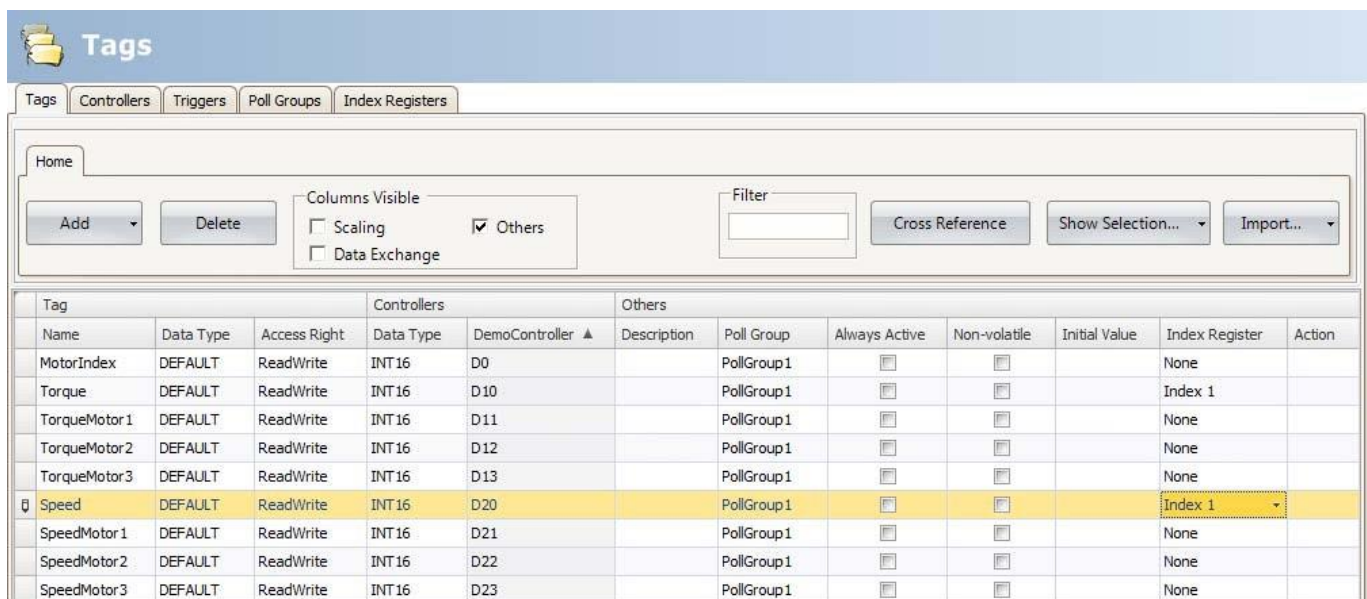 Tags
Tags Controllers Triggers Poll Groups Index Registers
Home
Add Delete Columns Visible Scaling Others Data Exchange Filter Cross Reference Show Selection... Import...
Tag Controllers Others
Name Data Type Access Right Data Type DemoController Description Poll Group Always Active Non-volatile Initial Value Index Register Action
MotorIndex DEFAULT ReadWrite INT16 D0 PollGroup1 None
Torque DEFAULT ReadWrite INT16 D10 PollGroup1 Index 1
TorqueMotor1 DEFAULT ReadWrite INT16 D11 PollGroup1 None
TorqueMotor2 DEFAULT ReadWrite INT16 D12 PollGroup1 None
TorqueMotor3 DEFAULT ReadWrite INT16 D13 PollGroup1 None
Speed DEFAULT ReadWrite INT16 D20 PollGroup1 Index 1
SpeedMotor1 DEFAULT ReadWrite INT16 D21 PollGroup1 None
SpeedMotor2 DEFAULT ReadWrite INT16 D22 PollGroup1 None
SpeedMotor3 DEFAULT ReadWrite INT16 D23 PollGroup1 None